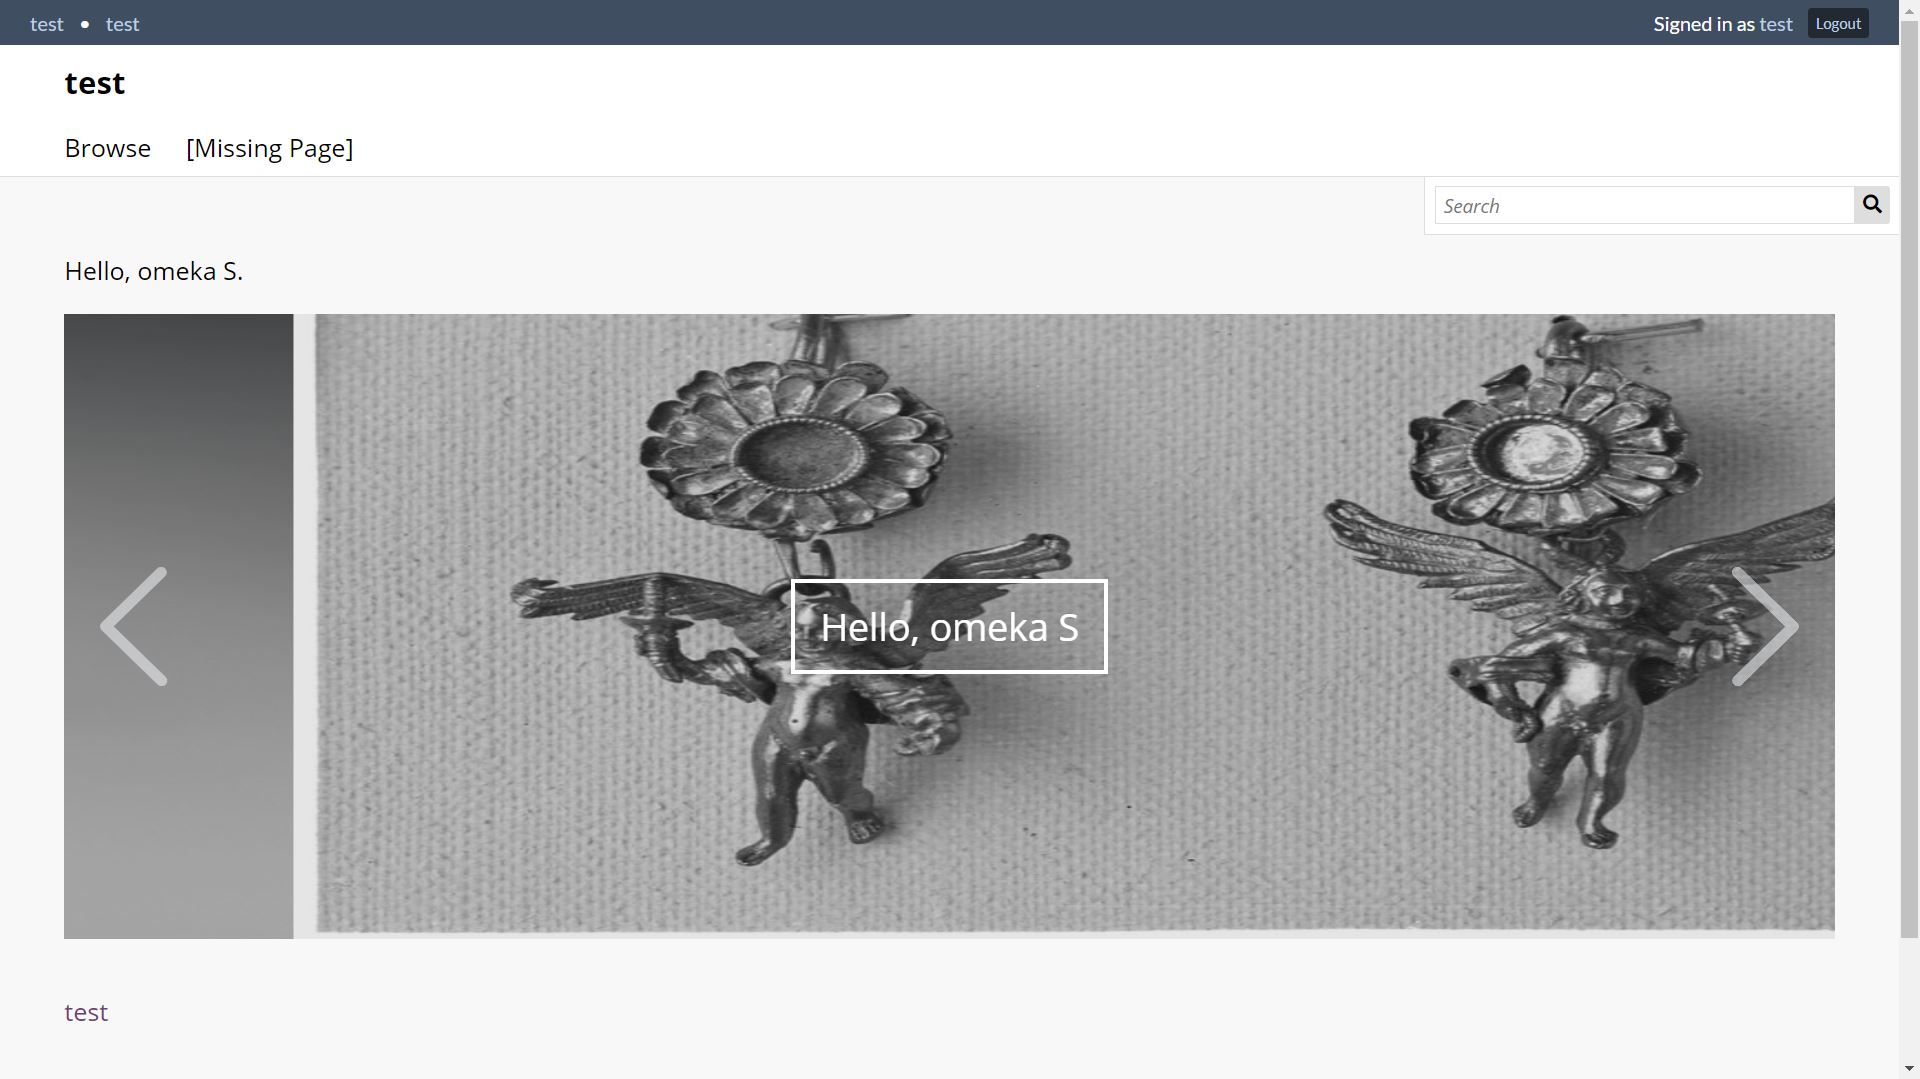 test • test
Signed in as test Logout
test
Browse [Missing Page]
Search
Hello, omeka S.
Hello, omeka S
test